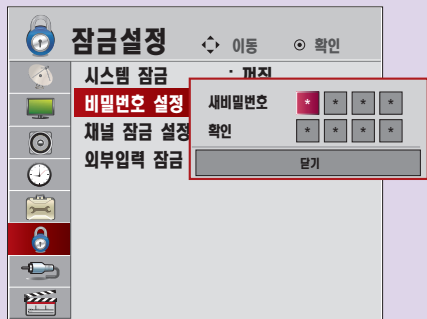 잠금설정 이동 확인
시스템 잠금 : 꺼짐
비밀번호 설정
채널 잠금 설정
외부입력 잠금
새비밀번호 * * * *
확인 * * * *
닫기